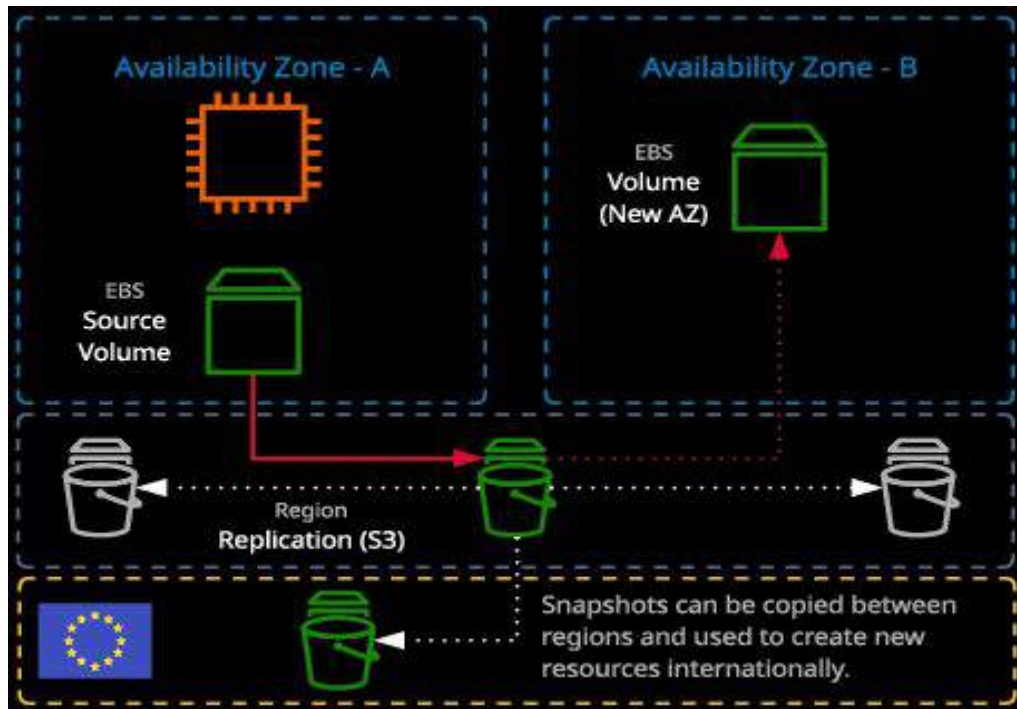 Availability Zone - A
Availability Zone - B
EBS
Volume
(New AZ)
EBS
Source
Volume
Region
Replication (S3)
Snapshots can be copied between
regions and used to create new
resources internationally.